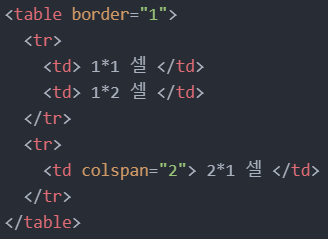 <table border="1">
  <tr>
    <td> 1*1 셀 </td>
    <td> 1*2 셀 </td>
  </tr>
  <tr>
    <td colspan="2"> 2*1 셀 </td>
  </tr>
</table>